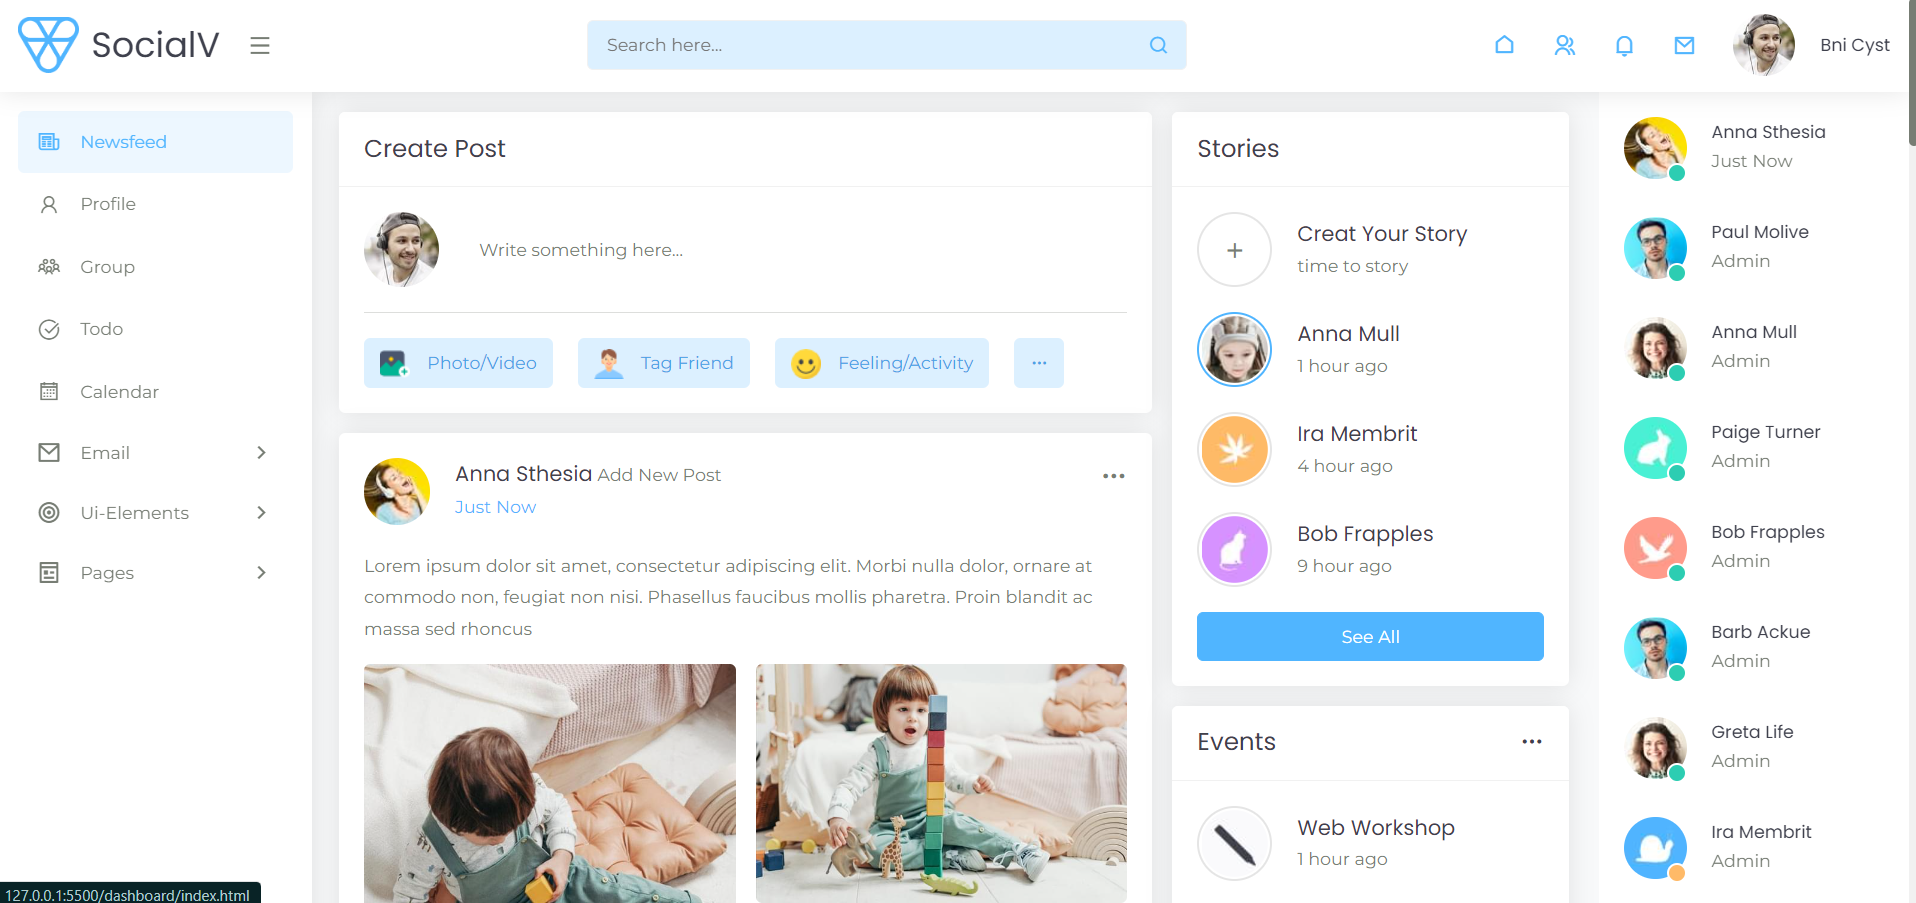 SocialV
Search here...
Bni Cyst
Newsfeed
Profile
Group
Todo
Calendar
Email
Ui-Elements
Pages
Create Post
Write something here...
Photo/Video
Tag Friend
Feeling/Activity
Anna Sthesia Add New Post
Just Now
Lorem ipsum dolor sit amet, consectetur adipiscing elit. Morbi nulla dolor, ornare at
commodo non, feugiat non nisi. Phasellus faucibus mollis pharetra. Proin blandit ac
massa sed rhoncus
Stories
Creat Your Story
time to story
Anna Mull
1 hour ago
Ira Membrit
4 hour ago
Bob Frapples
9 hour ago
See All
Events
Web Workshop
1 hour ago
Anna Sthesia
Just Now
Paul Molive
Admin
Anna Mull
Admin
Paige Turner
Admin
Bob Frapples
Admin
Barb Ackue
Admin
Greta Life
Admin
Ira Membrit
Admin
127.0.0.1:5500/dashboard/index.html